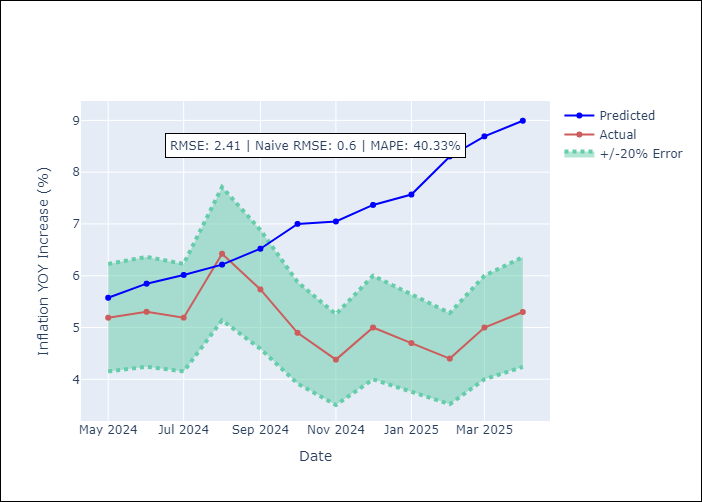 Predicted
Actual
+/-20% Error
RMSE: 2.41 | Naive RMSE: 0.6 | MAPE: 40.33%
Inflation YOY Increase (%)
9
8
7
6
5
4
May 2024
Jul 2024
Sep 2024
Nov 2024
Jan 2025
Mar 2025
Date